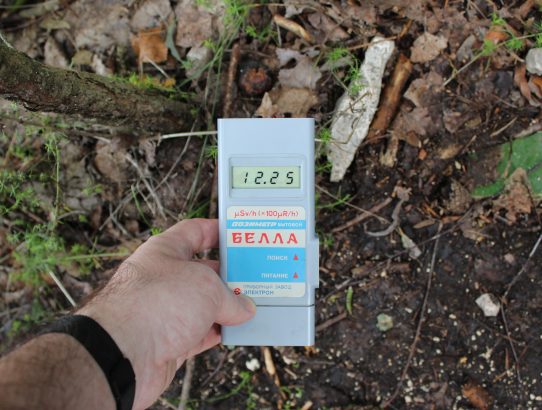 12.25
μSv/h (×100μR/h)
ДОЗИМЕТР БЫТОВОЙ
БЕЛЛА
ПОИСК
ПИТАНИЕ
ПРИБОРНЫЙ ЗАВОД
ЭЛЕКТРОН